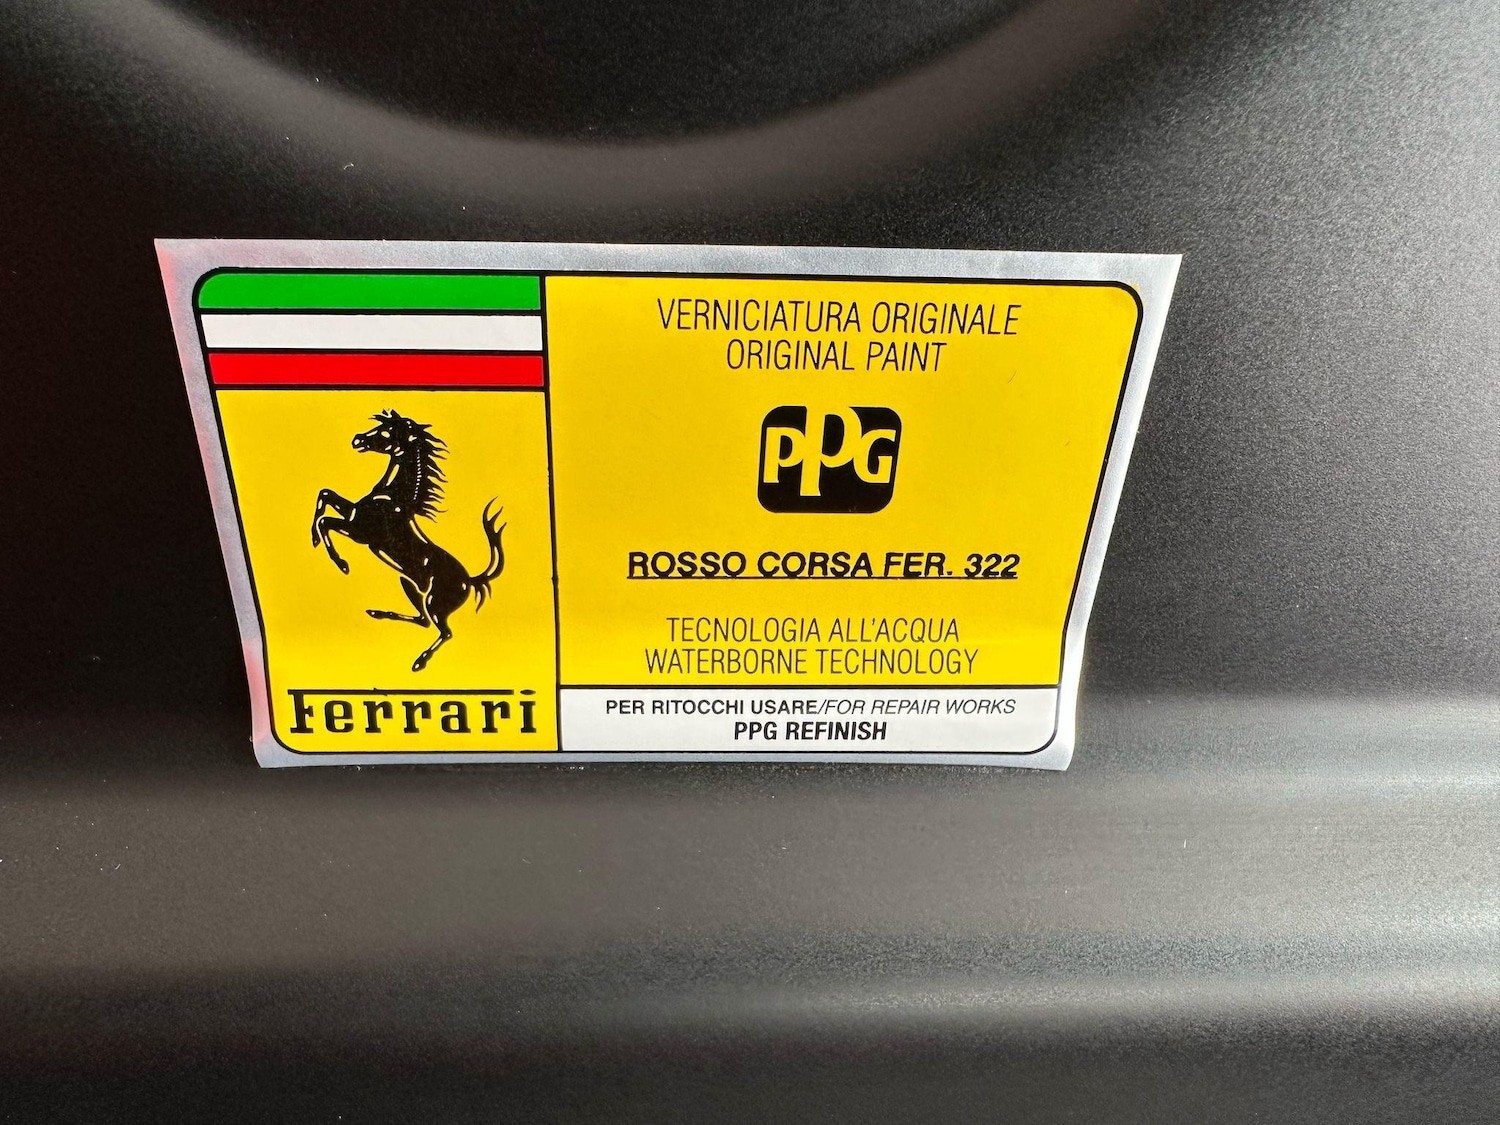 VERNICIATURA ORIGINALE
ORIGINAL PAINT
PPG
ROSSO CORSA FER. 322
TECNOLOGIA ALL'ACQUA
WATERBORNE TECHNOLOGY
PER RITOCCHI USARE/FOR REPAIR WORKS
PPG REFINISH
Ferrari